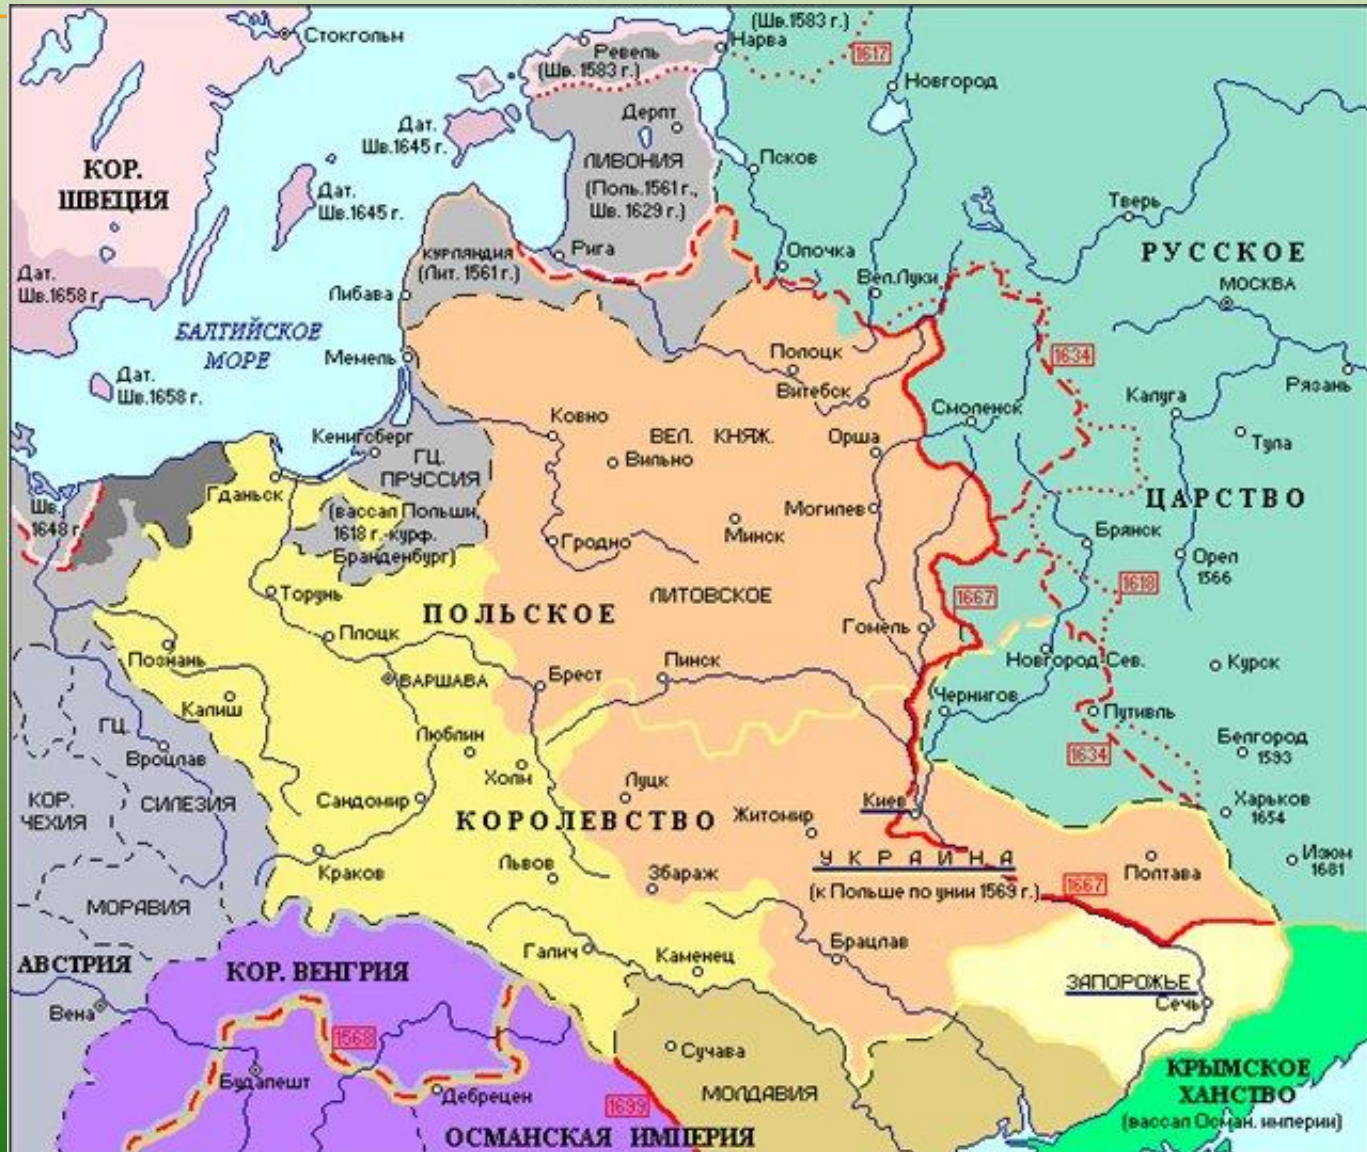 Стокгольм
(Шв.1583 г.)
Нарва
Ревель
(Шв. 1583 г.)
1617
Новгород
Дерпт
Дат.
Шв.1645 г.
ЛИВОНИЯ
(Поль.1561 г.,
Шв. 1629 г.)
Псков
КОР.
ШВЕЦИЯ
Дат.
Шв.1645 г.
Тверь
Рига
КУРЛЯНДИЯ
(Лит. 1561 г.)
Опочка
РУССКОЕ
Дат.
Шв.1658 г
Либава
Вел.Луки
МОСКВА
БАЛТИЙСКОЕ
МОРЕ
Мемель
Полоцк
1634
Дат.
Шв.1658 г.
Витебск
Рязань
Калуга
Смоленск
Ковно
ВЕЛ. КНЯЖ.
Орша
Тула
Кенигсберг
Вильно
ГЦ.
ПРУССИЯ
Гданьск
ЦАРСТВО
Шв.
1648 г.
(вассал Польши,
1618 г.-курф.
Бранденбург)
Могилев
Минск
Гродно
Брянск
Орел
1566
Торунь
ЛИТОВСКОЕ
1667
1618
ПОЛЬСКОЕ
Плоцк
Гомель
Познань
Новгород-Сев.
Курск
ВАРШАВА
Брест
Пинск
Чернигов
Калиш
Путивль
ГЦ.
Вроцлав
Люблин
Холм
1634
Белгород
1593
КОР.
ЧЕХИЯ
СИЛЕЗИЯ
Сандомир
Луцк
Киев
Харьков
1654
КОРОЛЕВСТВО
Житомир
Краков
Львов
Збараж
УКРАИНА
(к Польше по унии 1569 г.)
1667
Полтава
Изюм
1681
МОРАВИЯ
АВСТРИЯ
КОР. ВЕНГРИЯ
Галич
Каменец
Брацлав
ЗАПОРОЖЬЕ
Сечь
Вена
1568
Сучава
Будапешт
Дебрецен
МОЛДАВИЯ
1699
КРЫМСКОЕ
ХАНСТВО
(вассал Осман. империи)
ОСМАНСКАЯ ИМПЕРИЯ